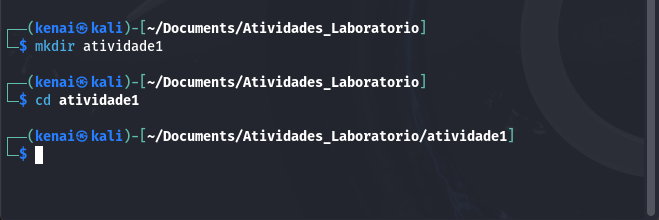 ┌──(kenai㉿kali)-[~/Documents/Atividades_Laboratorio]
└─$ mkdir atividade1
┌──(kenai㉿kali)-[~/Documents/Atividades_Laboratorio]
└─$ cd atividade1
┌──(kenai㉿kali)-[~/Documents/Atividades_Laboratorio/atividade1]
└─$